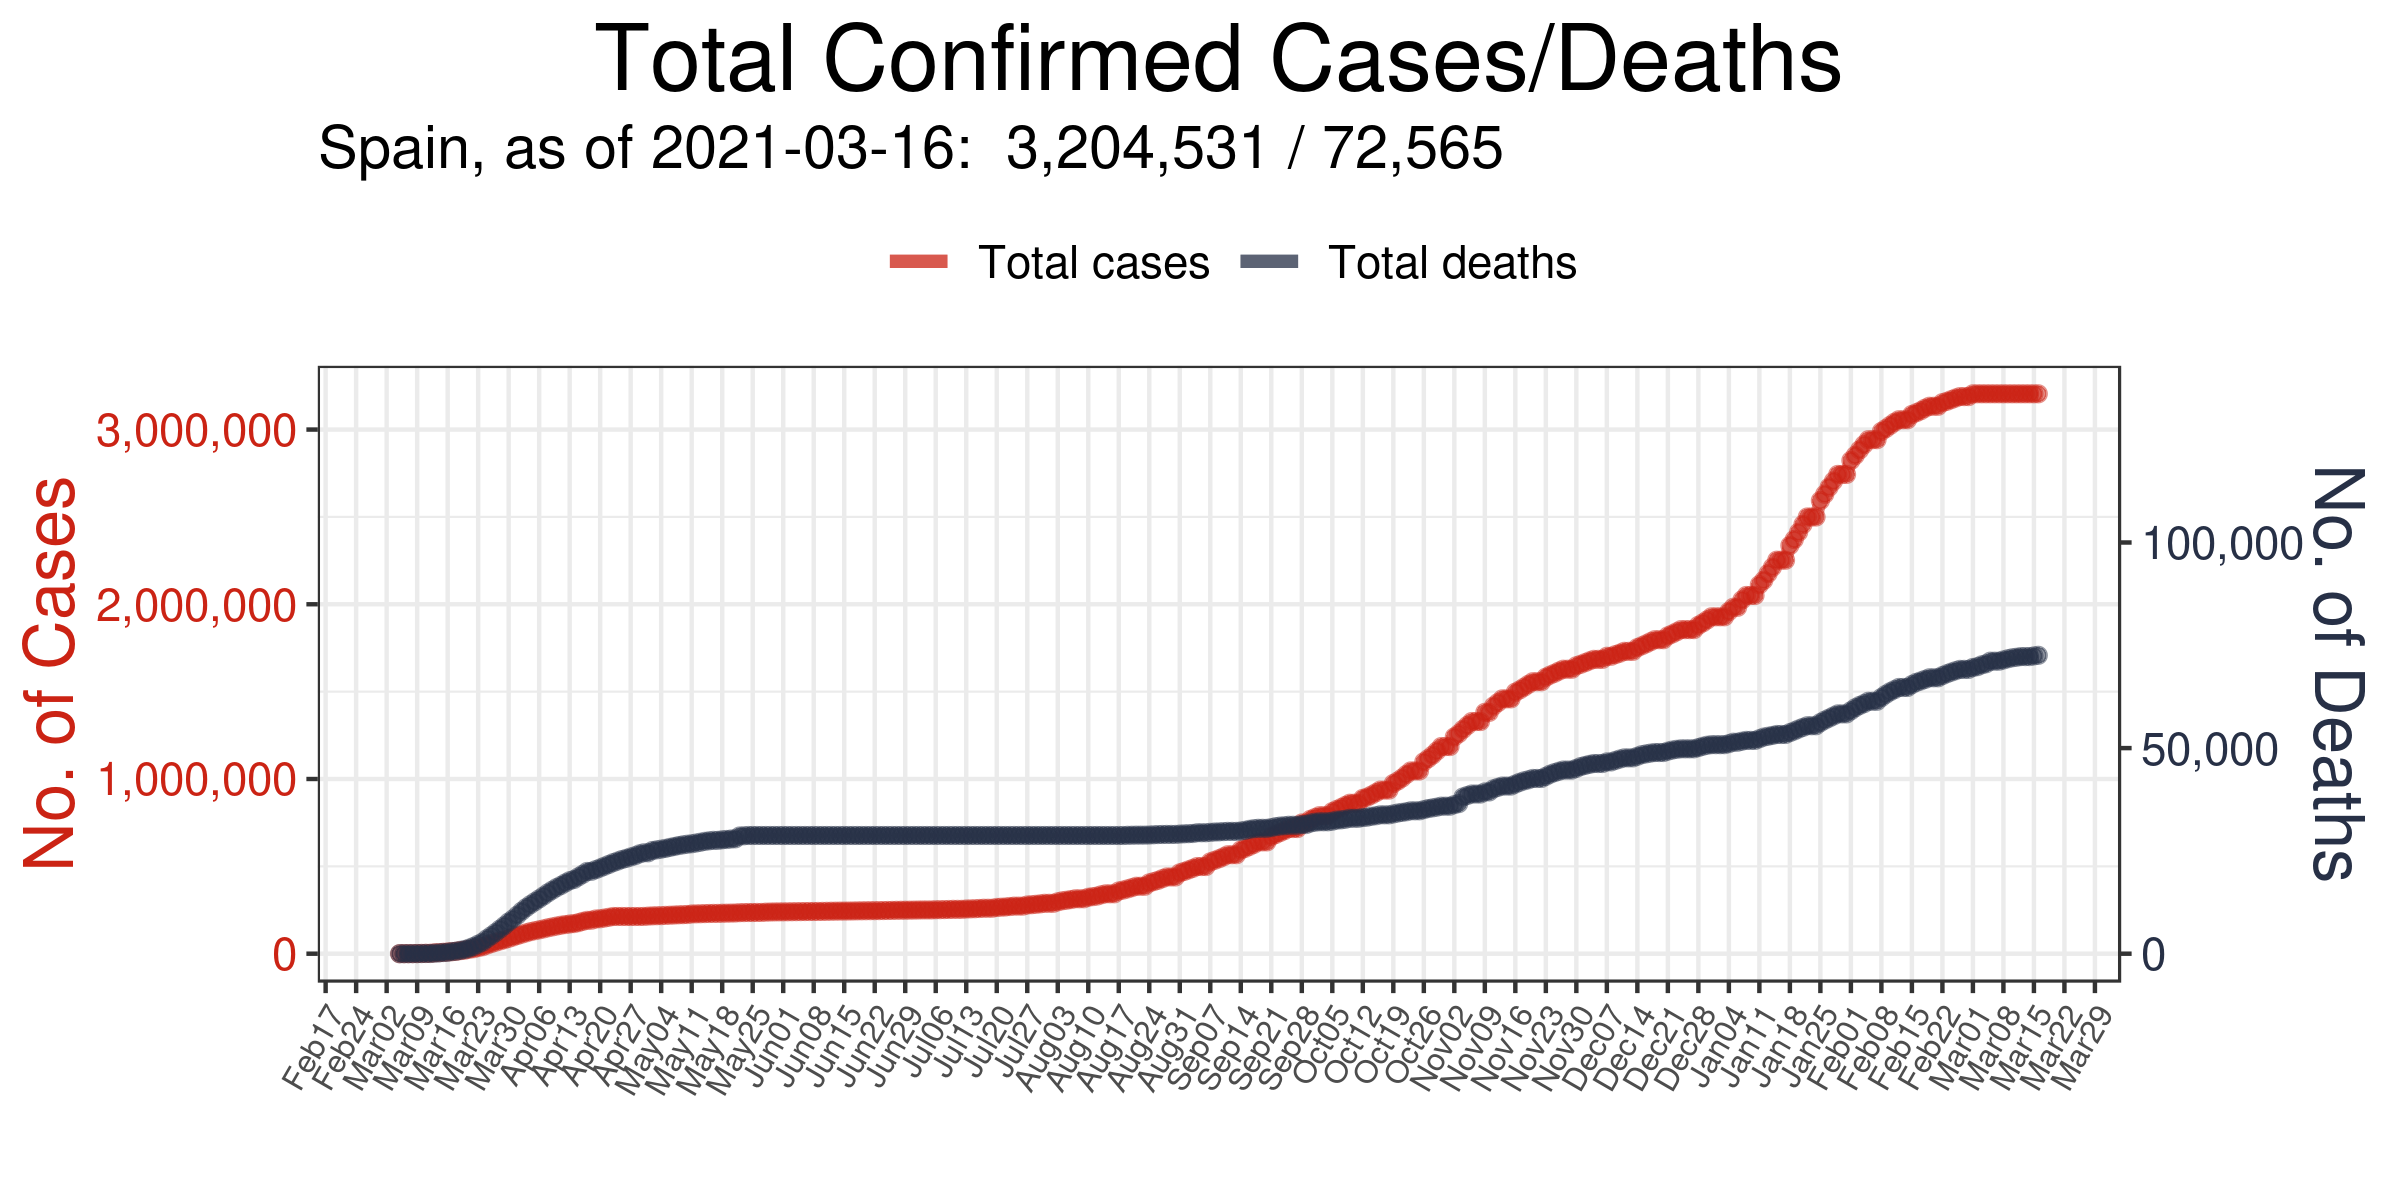 Total Confirmed Cases/Deaths
Spain, as of 2021-03-16:  3,204,531 / 72,565
Total cases
Total deaths
No. of Cases
3,000,000
2,000,000
1,000,000
0
No. of Deaths
100,000
50,000
0
Feb17
Feb24
Mar02
Mar09
Mar16
Mar23
Mar30
Apr06
Apr13
Apr20
Apr27
May04
May11
May18
May25
Jun01
Jun08
Jun15
Jun22
Jun29
Jul06
Jul13
Jul20
Jul27
Aug03
Aug10
Aug17
Aug24
Aug31
Sep07
Sep14
Sep21
Sep28
Oct05
Oct12
Oct19
Oct26
Nov02
Nov09
Nov16
Nov23
Nov30
Dec07
Dec14
Dec21
Dec28
Jan04
Jan11
Jan18
Jan25
Feb01
Feb08
Feb15
Feb22
Mar01
Mar08
Mar15
Mar22
Mar29